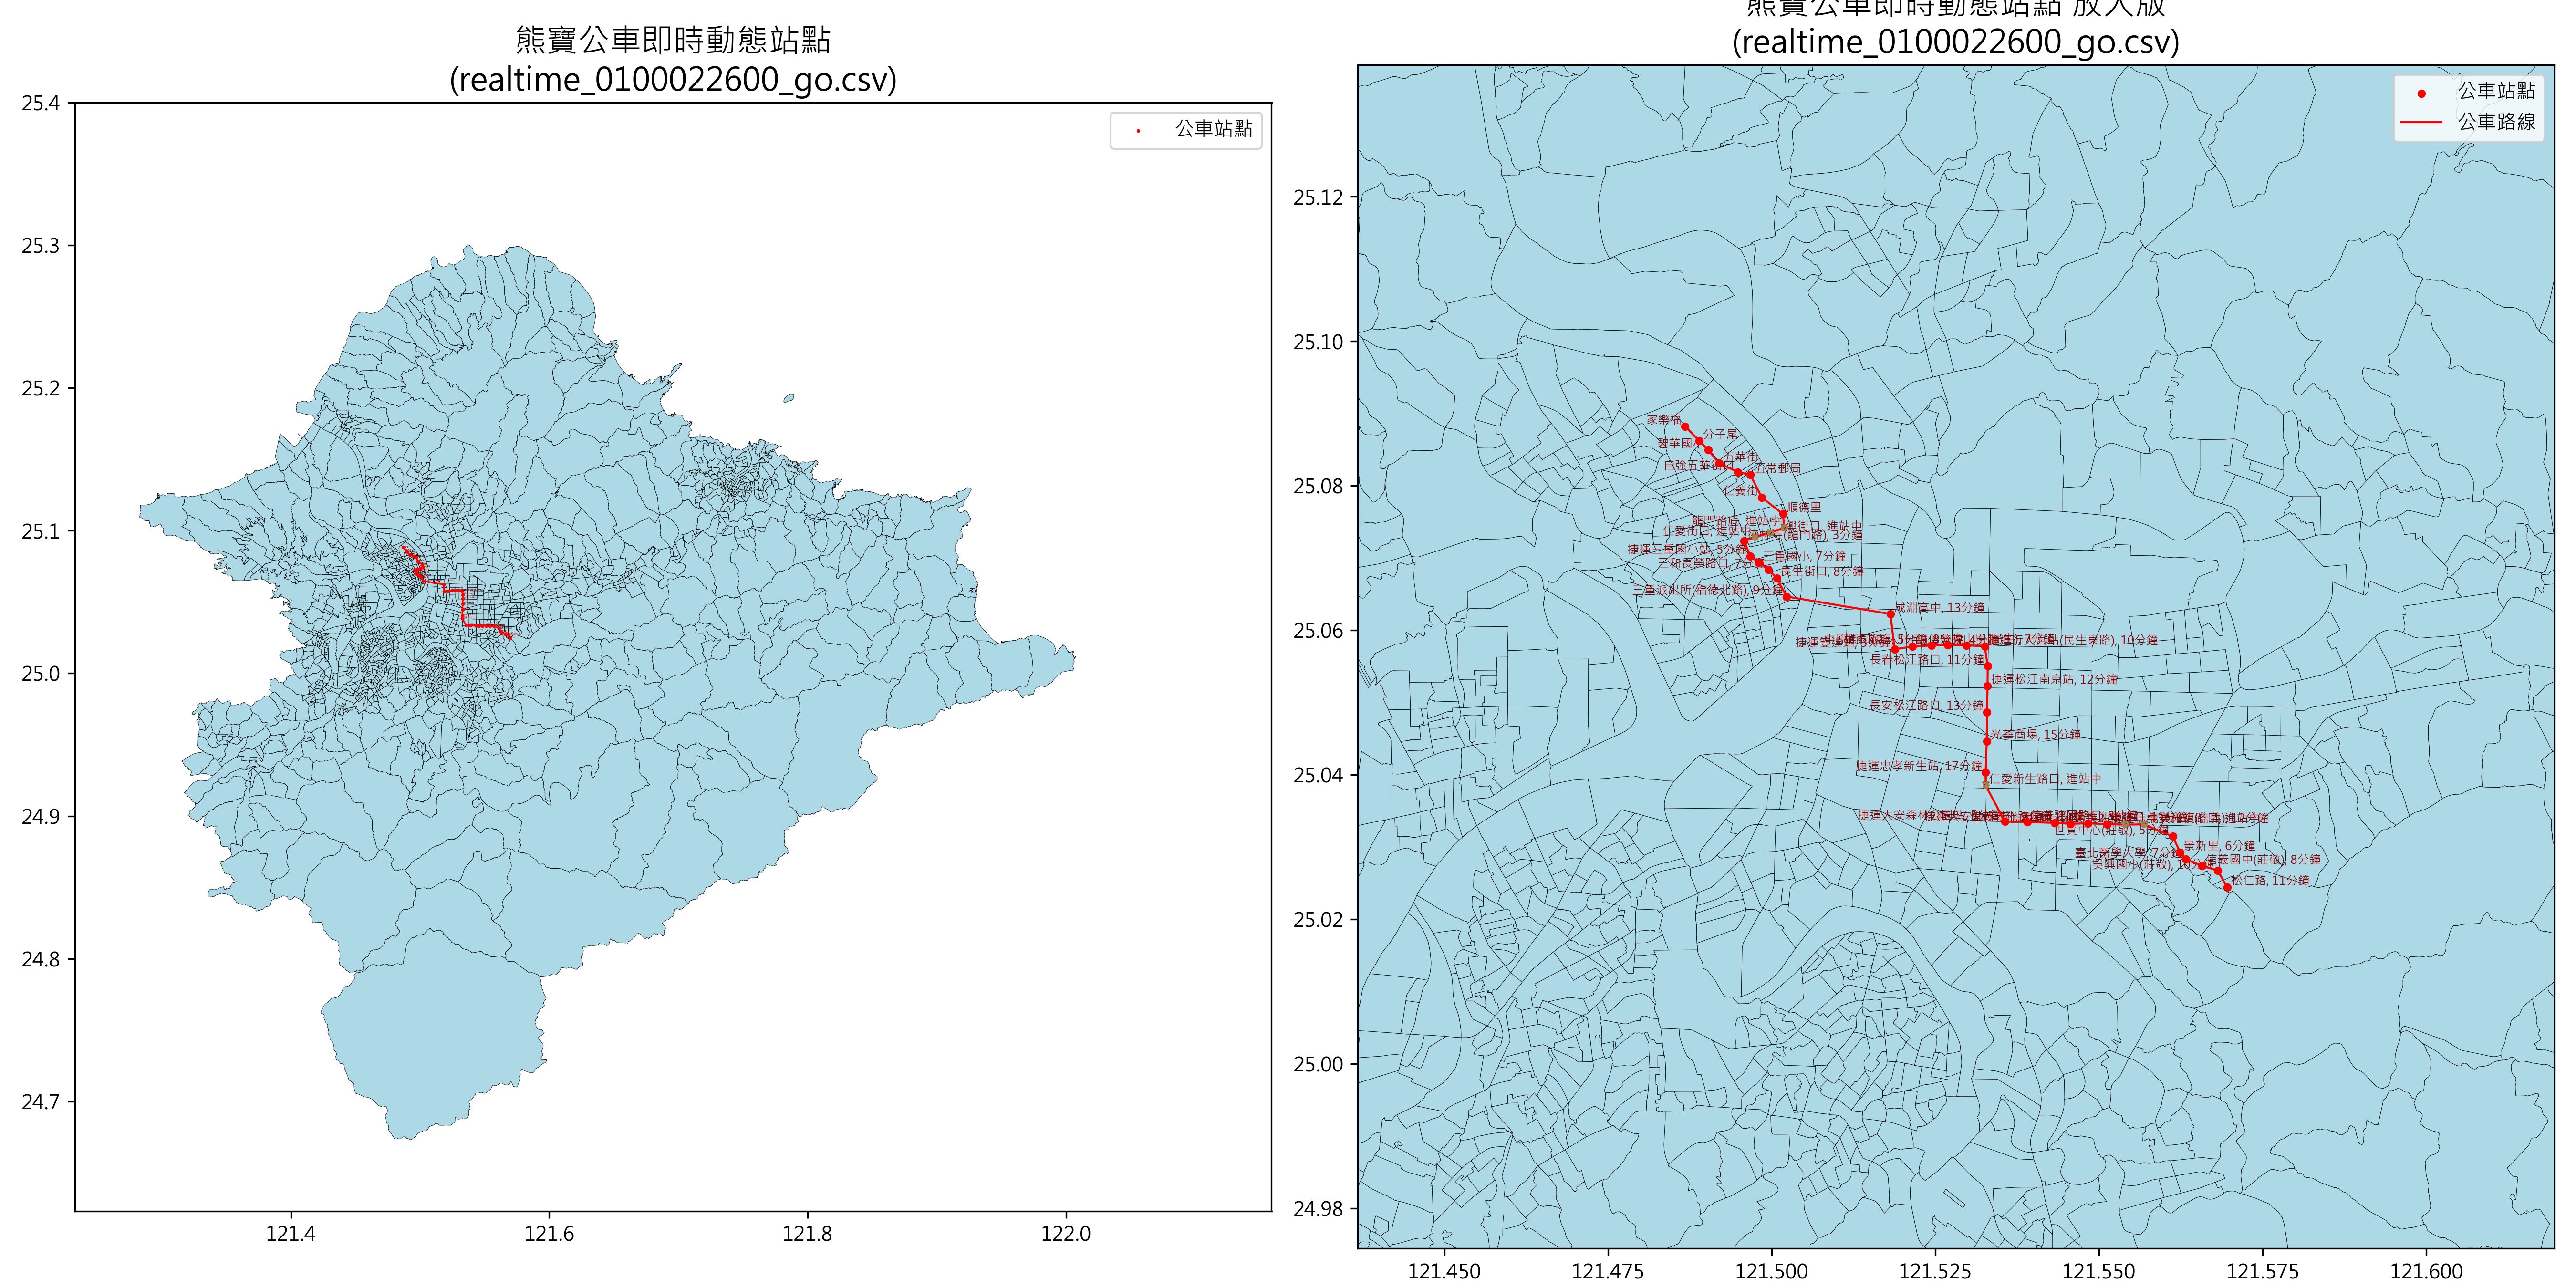 熊寶公車即時動態站點
(realtime_0100022600_go.csv)
公車站點
25.4
25.3
25.2
25.1
25.0
24.9
24.8
24.7
121.4
121.6
121.8
122.0
熊寶公車即時動態站點 放大版
(realtime_0100022600_go.csv)
公車站點
公車路線
25.12
25.10
25.08
25.06
25.04
25.02
25.00
24.98
121.450
121.475
121.500
121.525
121.550
121.575
121.600
家樂福
分子尾
碧華國
五華街
自強五華街
五常郵局
仁義街
順德里
龍門路底, 進站中
街口, 進站中
仁愛街口, 進站中
(龍門路), 3分鐘
捷運三重國小站, 5分鐘
三重國小, 7分鐘
三和長榮路口, 7分鐘
長生街口, 8分鐘
二重派出所(福德北路), 9分鐘
成淵高中, 13分鐘
捷運雙連站
(民生東路), 10分鐘
長春松江路口, 11分鐘
捷運松江南京站, 12分鐘
長安松江路口, 13分鐘
光華商場, 15分鐘
捷運忠孝新生站, 17分鐘
仁愛新生路口, 進站中
捷運大安森林公園站
世貿中心(莊敬), 5分鐘
景新里, 6分鐘
臺北醫學大學, 7分鐘
信義國中(莊敬), 8分鐘
吳興國小(莊敬), 10分鐘
松仁路, 11分鐘